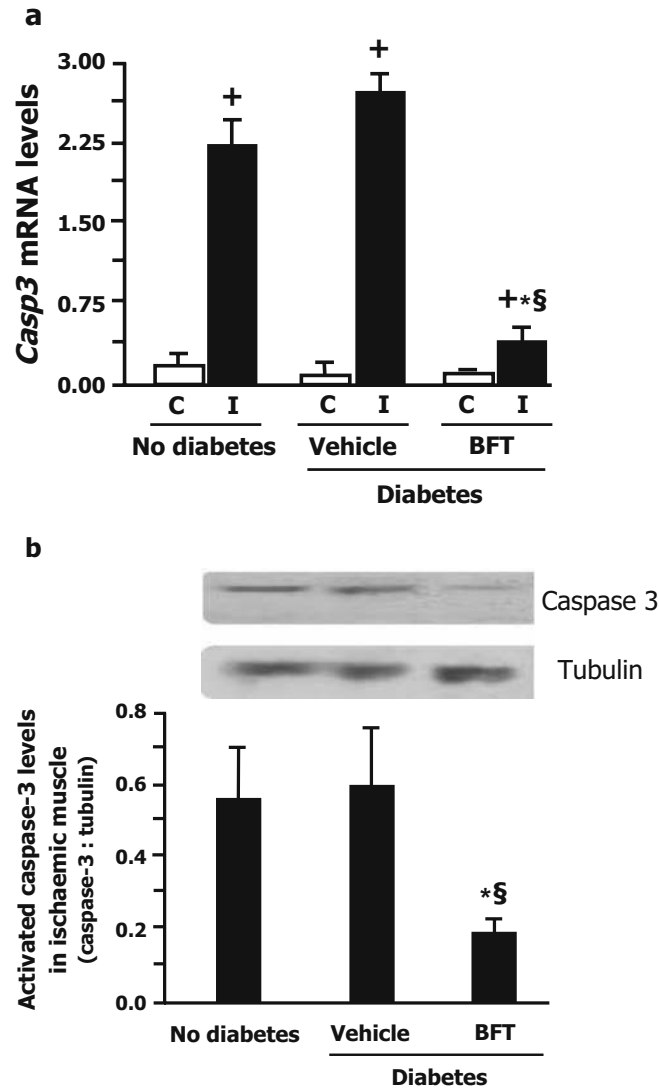 a
Casp3 mRNA levels
3.00
2.25
1.50
0.75
0.00
+
+
+*§
C I C I C I
No diabetes Vehicle BFT
Diabetes
b
Caspase 3
Tubulin
Activated caspase-3 levels
in ischaemic muscle
(caspase-3 : tubulin)
0.8
0.6
0.4
0.2
0.0
*§
No diabetes Vehicle BFT
Diabetes